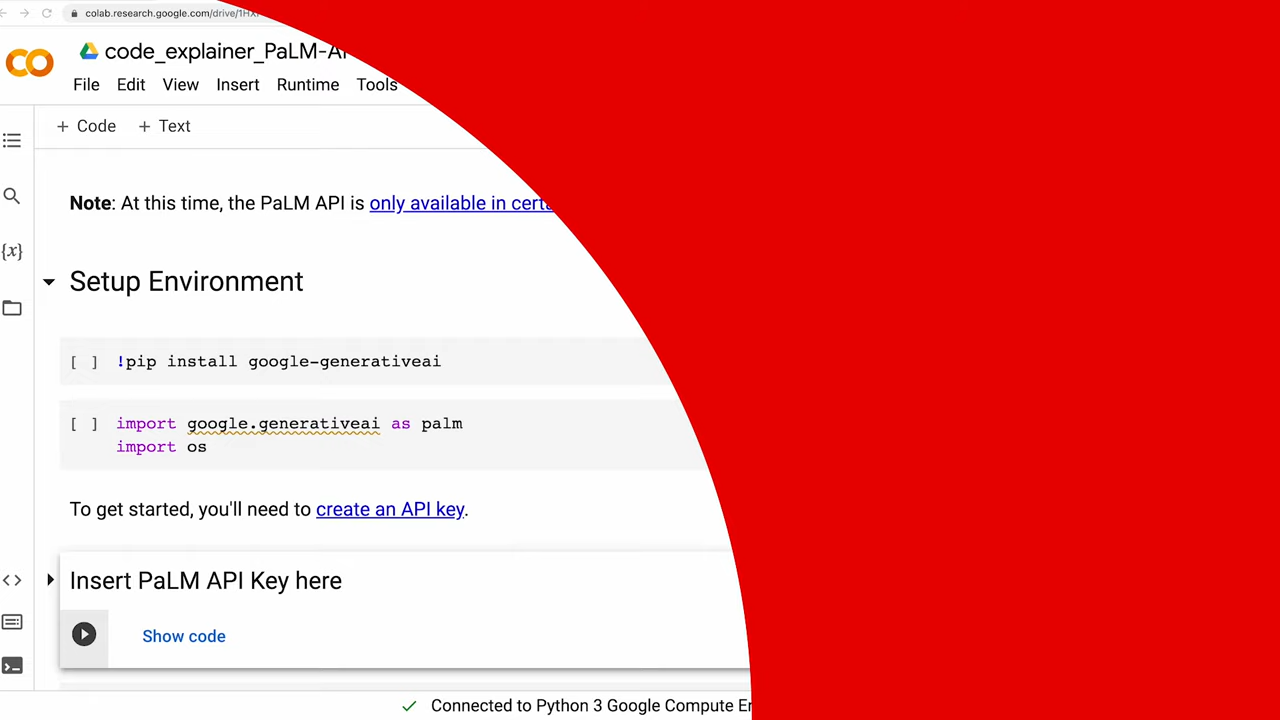 colab.research.google.com/drive/1HX
code_explainer_PaLM-A
File Edit View Insert Runtime Tools
+ Code + Text
Note: At this time, the PaLM API is only available in certa
{x}
Setup Environment
[ ] !pip install google-generativeai
[ ] import google.generativeai as palm
import os
To get started, you'll need to create an API key.
Insert PaLM API Key here
Show code
Connected to Python 3 Google Compute En